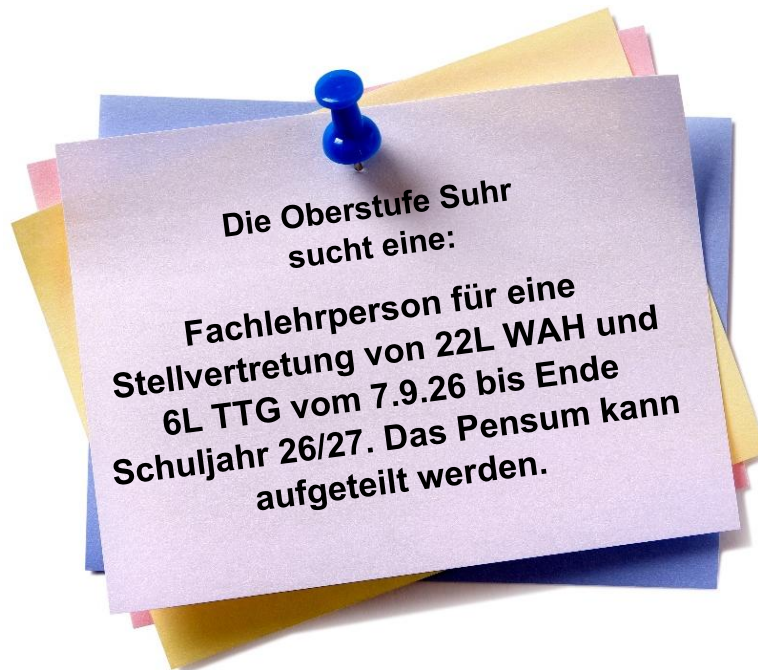 Die Oberstufe Suhr
sucht eine:
Fachlehrperson für eine
Stellvertretung von 22L WAH und
6L TTG vom 7.9.26 bis Ende
Schuljahr 26/27. Das Pensum kann
aufgeteilt werden.